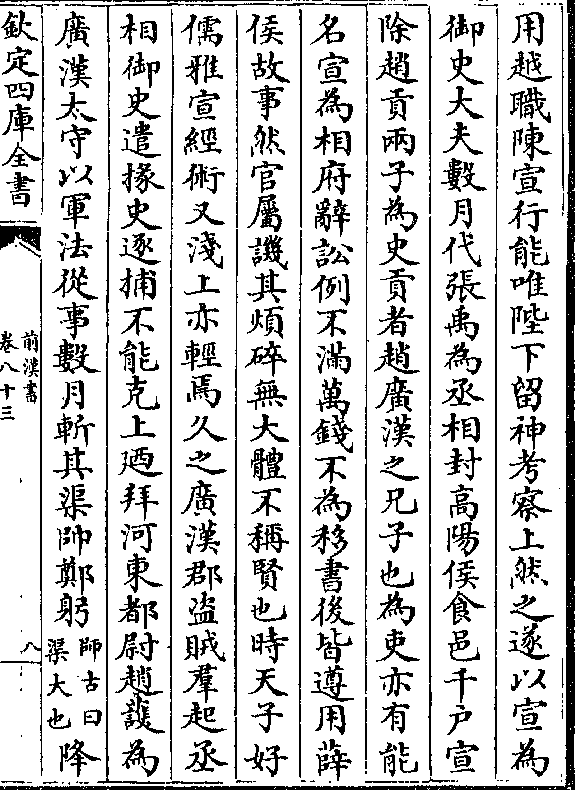 用越職陳宣行能唯陛下留神考察上然之遂以宣為
御史大夫數月代張禹為丞相封高陽侯食邑千戸宣
除趙貢兩子為史貢者趙廣漢之兄子也為吏亦有能
名宣為相府辭訟例不滿萬錢不為移書後皆遵用薛
侯故事然官屬譏其煩碎無大體不稱賢也時天子好
儒雅宣經術又淺上亦輕焉久之廣漢郡盜賊羣起丞
相御史遣掾史逐捕不能克上廼拜河東都尉趙護為
廣漢太守以軍法從事數月斬其渠帥鄭躬師古曰渠大也降
欽定四庫全書
前漢書
卷八十三
八